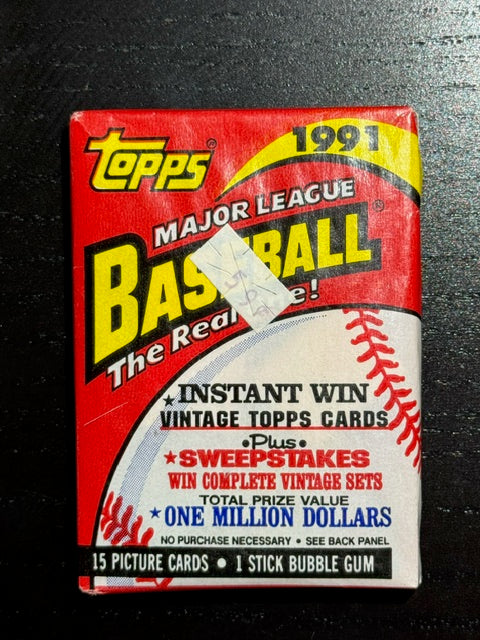 topps®
1991
MAJOR LEAGUE
BASEBALL®
The Real !
.59¢
★INSTANT WIN
VINTAGE TOPPS CARDS
•Plus•
★SWEEPSTAKES
WIN COMPLETE VINTAGE SETS
TOTAL PRIZE VALUE
★ONE MILLION DOLLARS
NO PURCHASE NECESSARY • SEE BACK PANEL
15 PICTURE CARDS • 1 STICK BUBBLE GUM